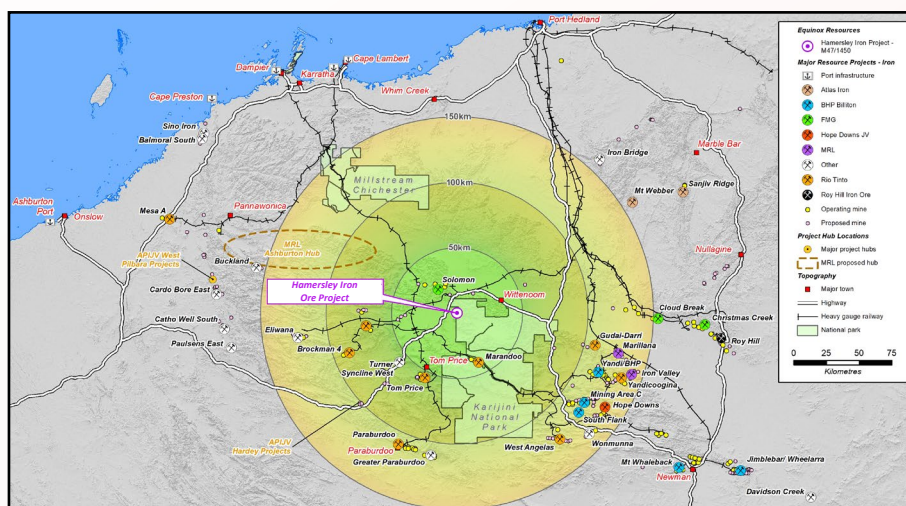 Port Hedland
Cape Lambert
Dampier
Karratha
Cape Preston
Whim Creek
Sino Iron
Balmoral South
150km
Marble Bar
Iron Bridge
Millstream
Chichester
100km
Mt Webber
Sanjiv Ridge
Ashburton
Port
Onslow
Mesa A
Pannawonica
MRL
Ashburton Hub
50km
Nullagine
APIJV West
Pilbara Projects
Buckland
Solomon
Hamersley Iron
Ore Project
Wittenoom
Cardo Bore East
Cloud Break
Christmas Creek
Catho Well South
Eliwana
Roy Hill
Paulsens East
Brockman 4
Gudai-Darri
Marillana
Turner
Syncline West
Tom Price
Marandoo
Yandi/BHP
Iron Valley
Yandicoogina
Tom Price
Mining Area C
Hope Downs
Karijini
National
Park
South Flank
APIJV
Hardey Projects
Paraburdoo
Paraburdoo
Greater Paraburdoo
West Angelas
Wonmunna
Mt Whaleback
Newman
Jimblebar/ Wheelarra
Davidson Creek
Equinox Resources
Hamersley Iron Project -
M47/1450
Major Resource Projects - Iron
Port infrastructure
Atlas Iron
BHP Billiton
FMG
Hope Downs JV
MRL
Other
Rio Tinto
Roy Hill Iron Ore
Operating mine
Proposed mine
Project Hub Locations
Major project hubs
MRL proposed hub
Topography
Major town
Highway
Heavy gauge railway
National park
0 25 50 75
Kilometres